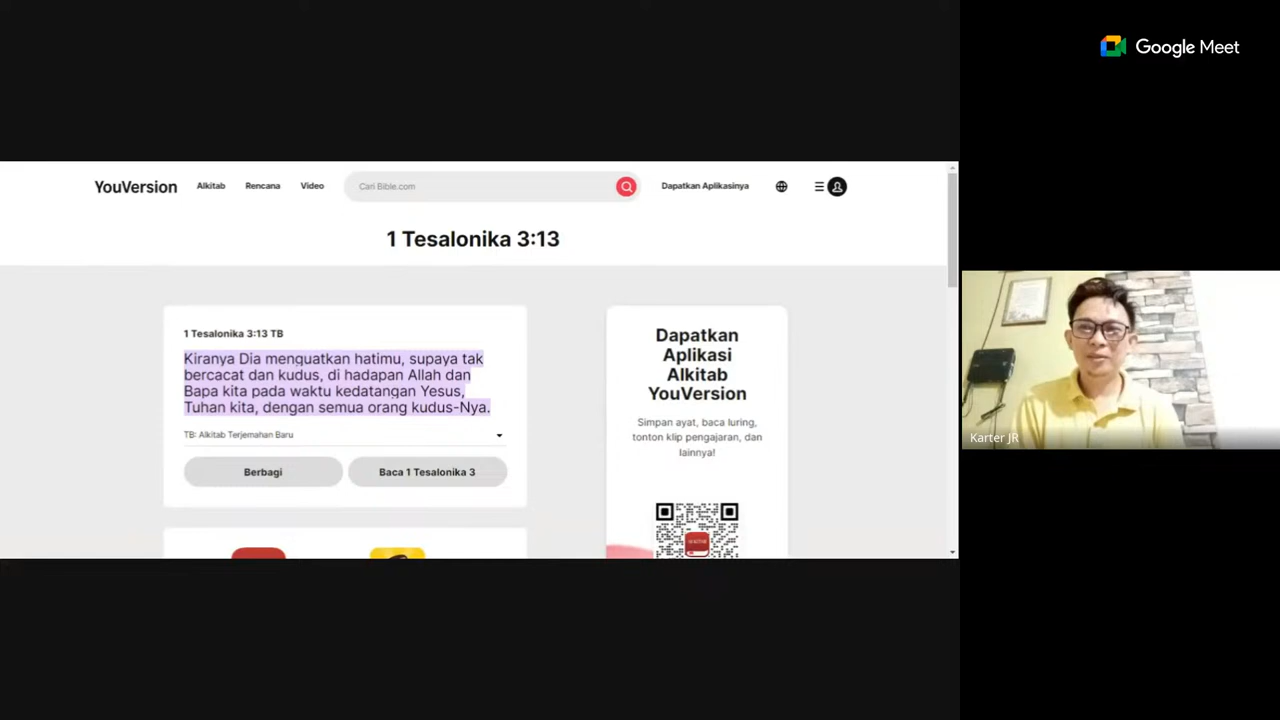 Google Meet
YouVersion
Alkitab
Rencana
Video
Cari Bible.com
Dapatkan Aplikasinya
1 Tesalonika 3:13
1 Tesalonika 3:13 TB
Kiranya Dia menguatkan hatimu, supaya tak
bercacat dan kudus, di hadapan Allah dan
Bapa kita pada waktu kedatangan Yesus,
Tuhan kita, dengan semua orang kudus-Nya.
TB: Alkitab Terjemahan Baru
Berbagi
Baca 1 Tesalonika 3
Dapatkan
Aplikasi
Alkitab
YouVersion
Simpan ayat, baca luring,
tonton klip pengajaran, dan
lainnya!
Karter JR